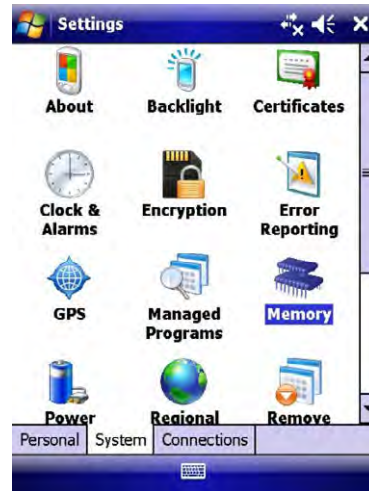 Settings
About Backlight Certificates
Clock & Encryption Error
Alarms Reporting
GPS Managed Memory
Programs
Power Regional Remove
Personal System Connections